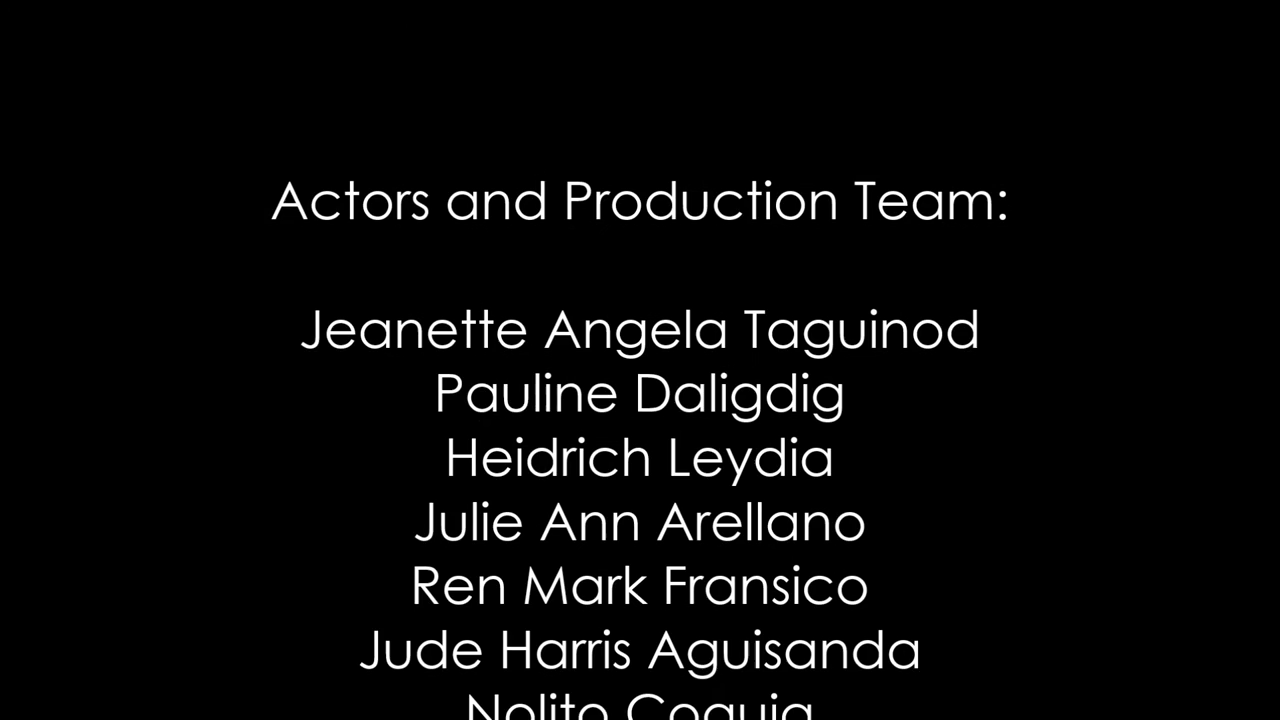 Actors and Production Team:
Jeanette Angela Taguinod
Pauline Daligdig
Heidrich Leydia
Julie Ann Arellano
Ren Mark Fransico
Jude Harris Aguisanda
Nolito